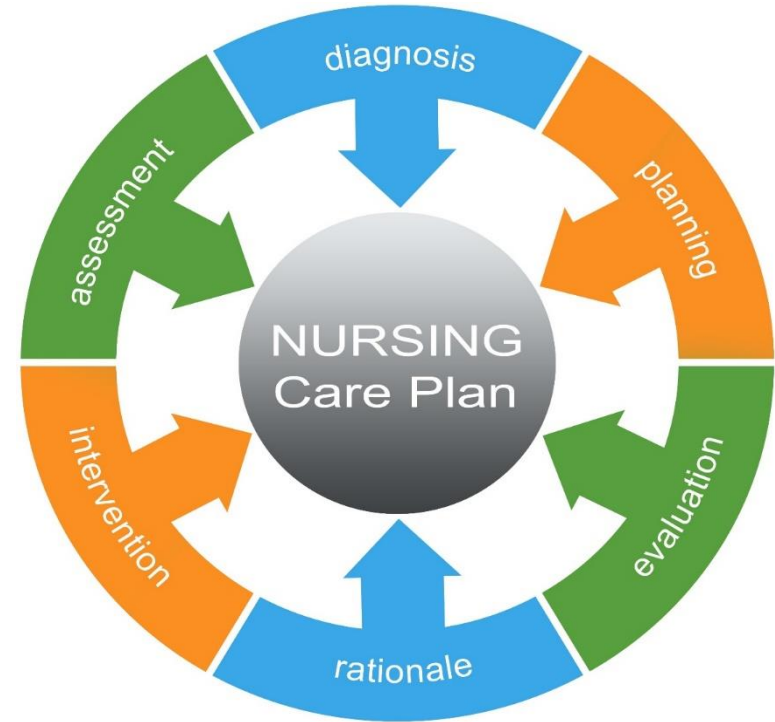 diagnosis
planning
assessment
NURSING
Care Plan
intervention
evaluation
rationale